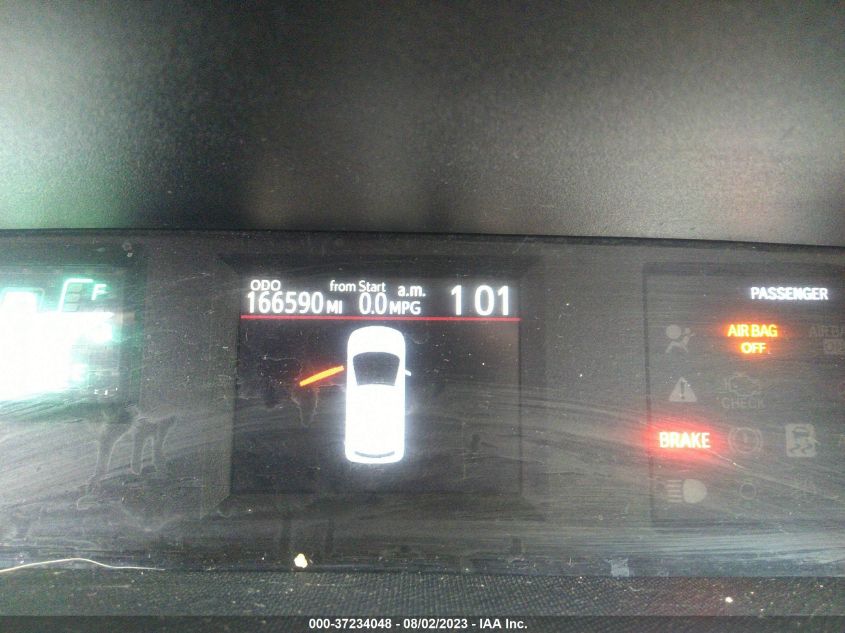 F
ODO from Start a.m. 1 01
166590 MI 0.0 MPG
PASSENGER
AIR BAG
OFF
CHECK
BRAKE
000-37234048 - 08/02/2023 - IAA Inc.